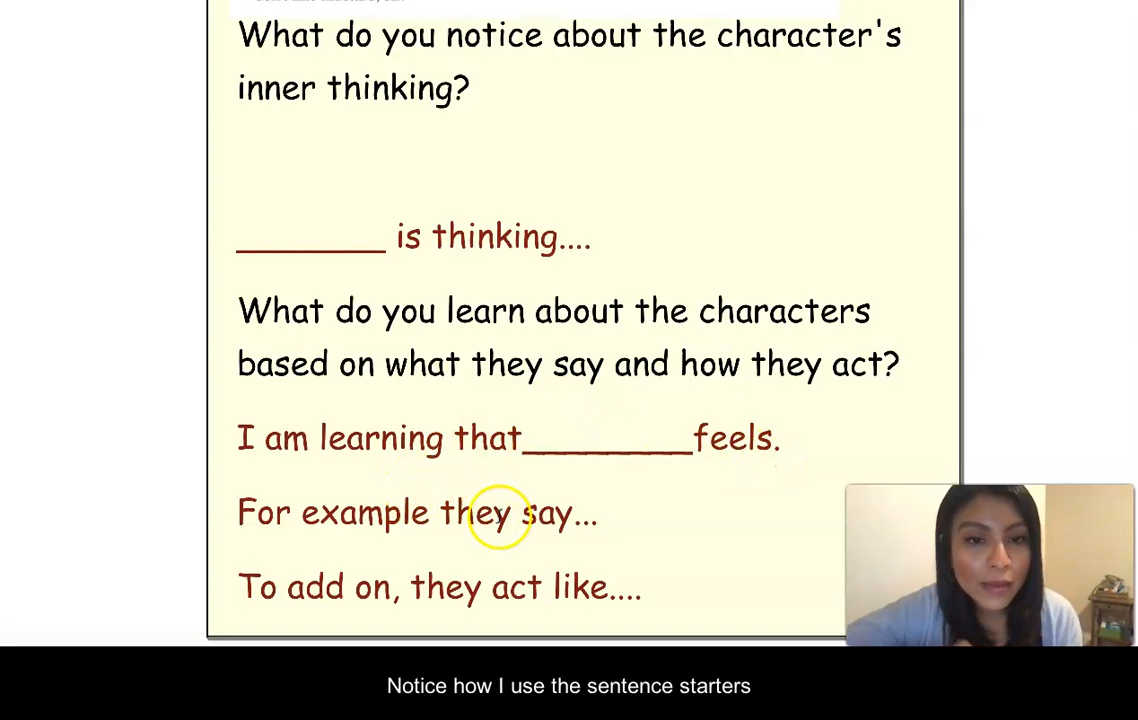 What do you notice about the character's
inner thinking?
_______ is thinking....
What do you learn about the characters
based on what they say and how they act?
I am learning that________feels.
For example they say...
To add on, they act like....
Notice how I use the sentence starters